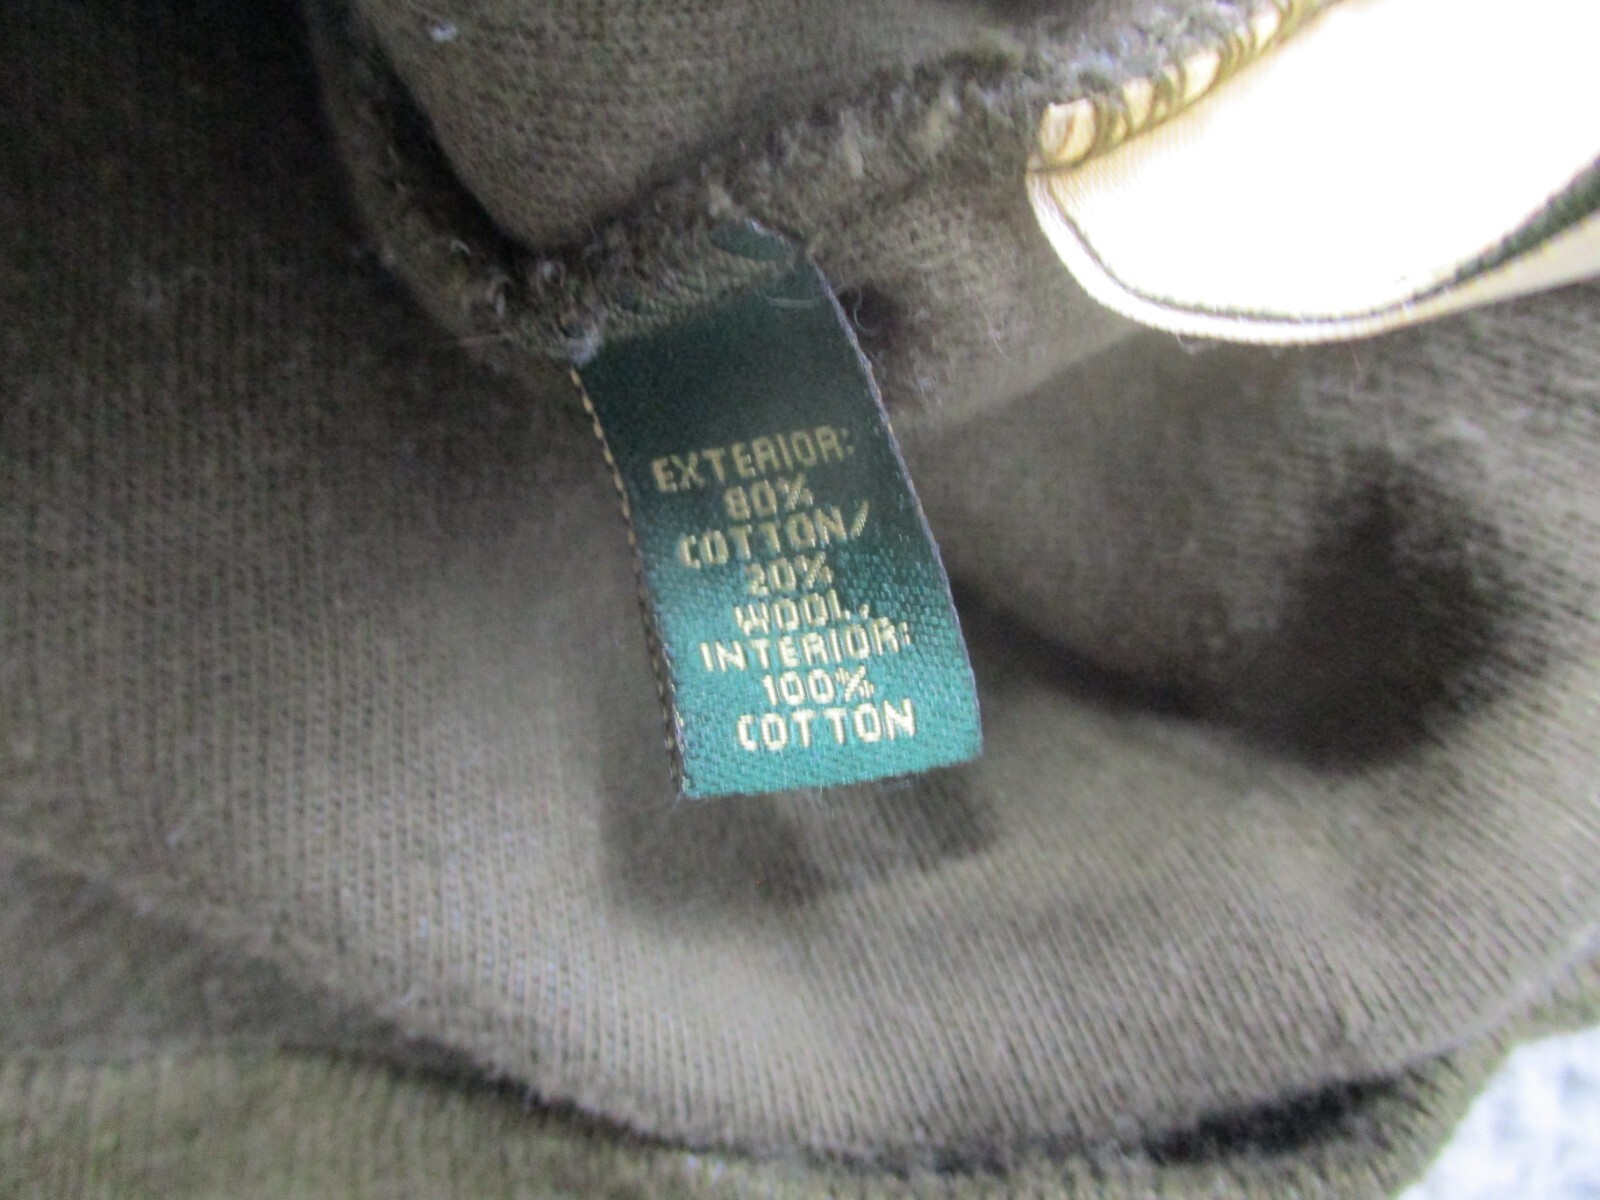 EXTERIOR:
80%
COTTON/
20%
WOOL,
INTERIOR:
100%
COTTON